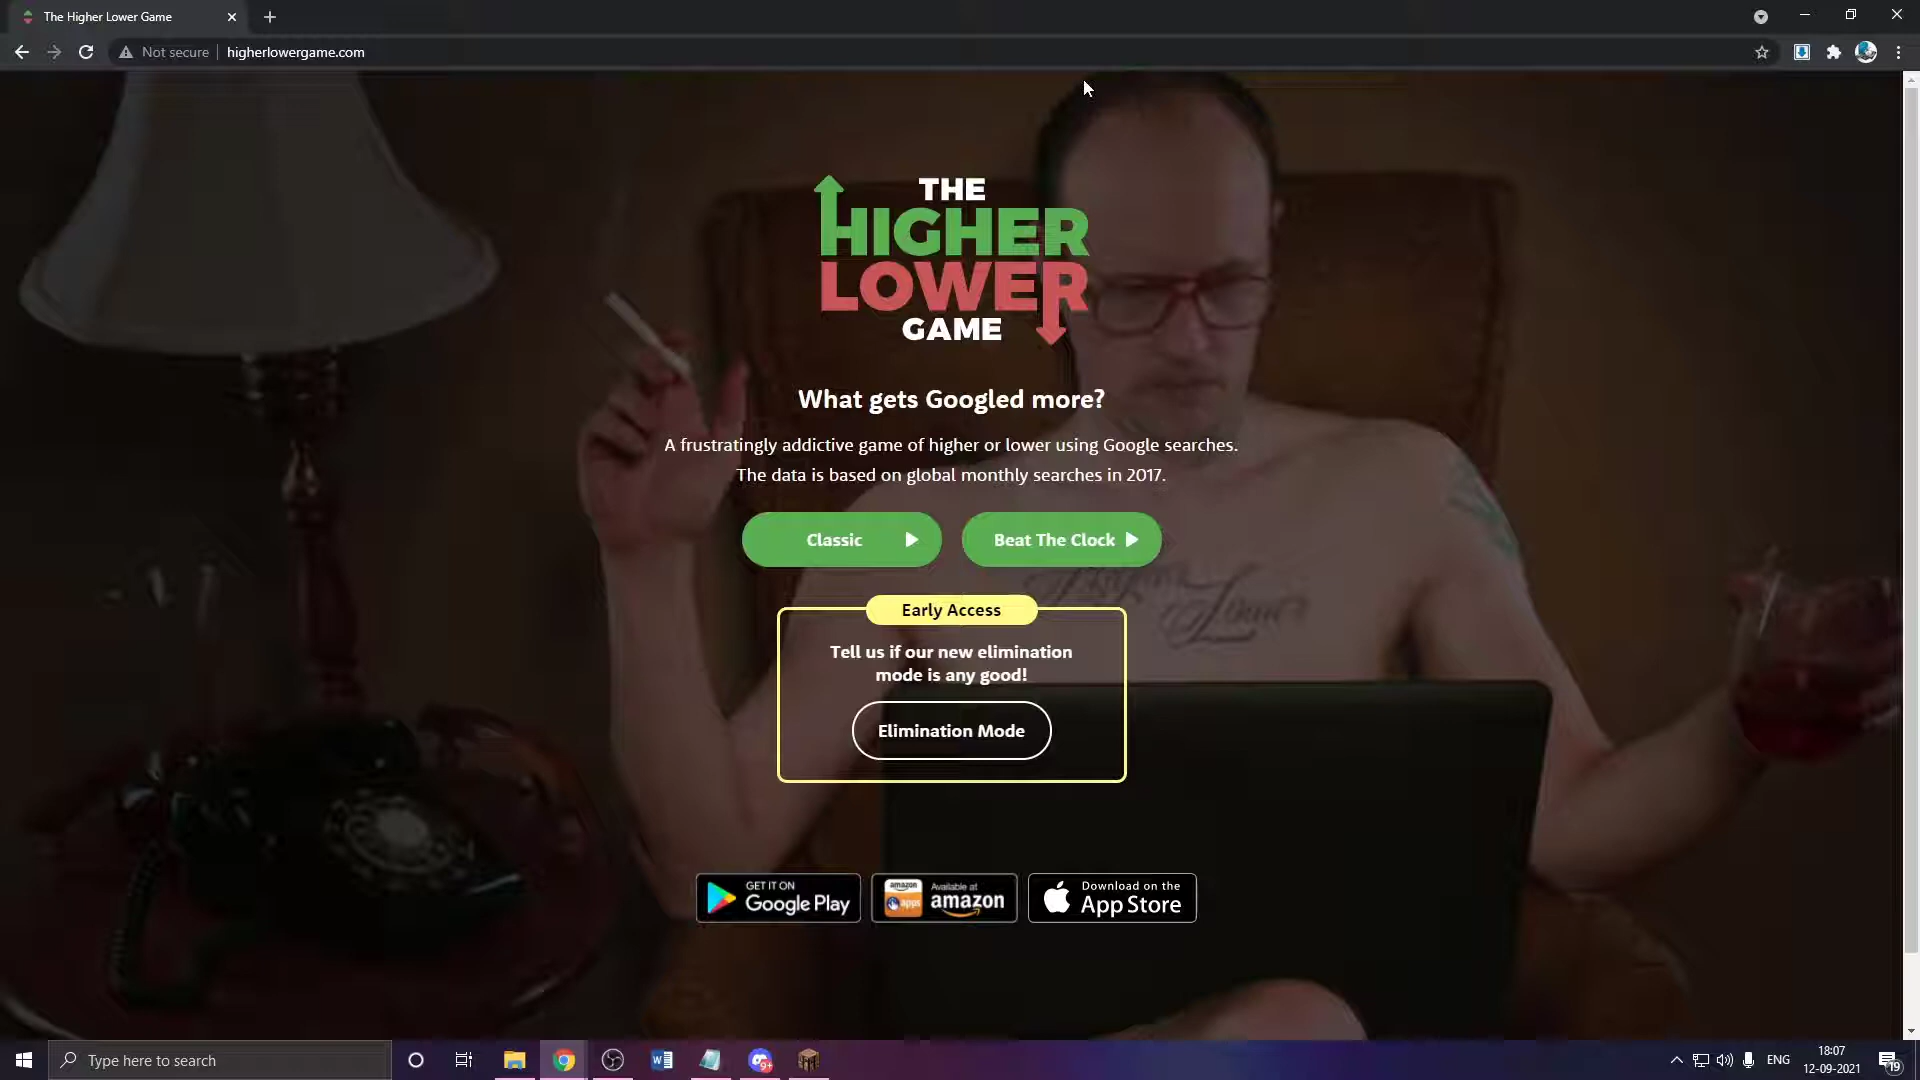 The Higher Lower Game
Not secure
higherlowergame.com
THE
HIGHER
LOWER
GAME
What gets Googled more?
A frustratingly addictive game of higher or lower using Google searches.
The data is based on global monthly searches in 2017.
Classic
Beat The Clock
Early Access
Tell us if our new elimination
mode is any good!
Elimination Mode
GET IT ON
Google Play
amazon
apps
Available at
amazon
Download on the
App Store
Type here to search
9+
ENG
18:07
12-09-2021
19